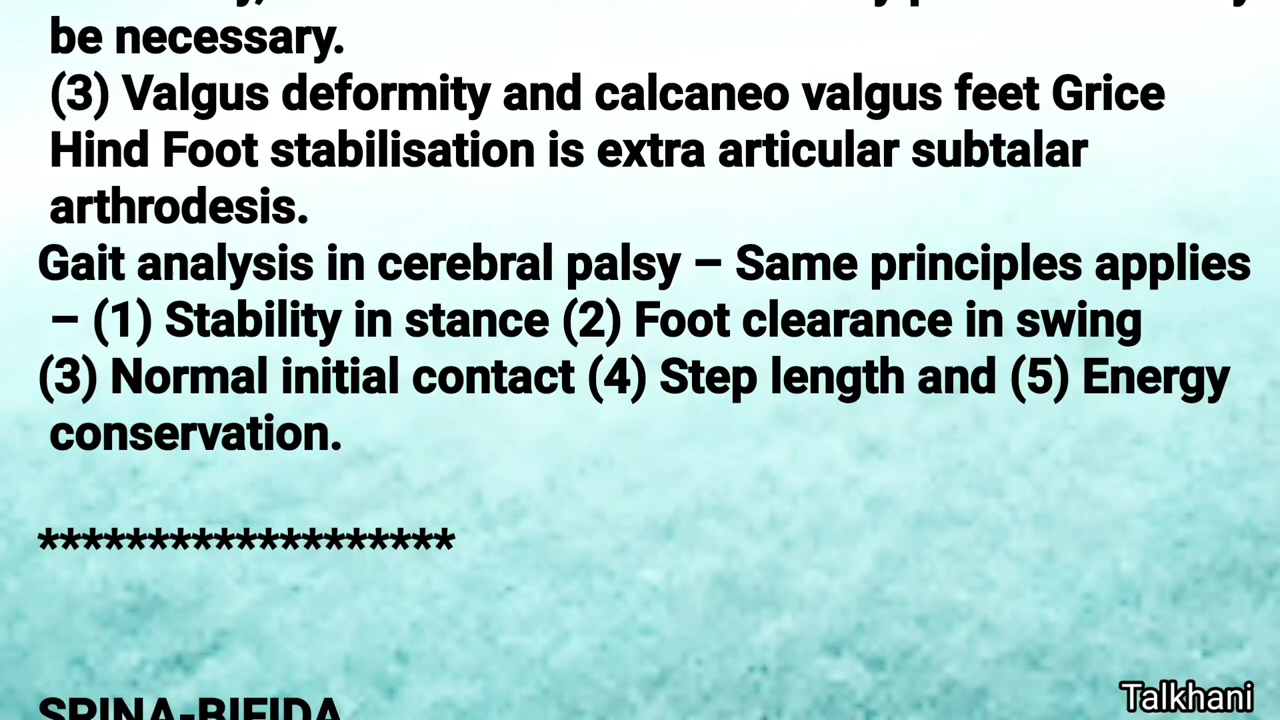 be necessary.
(3) Valgus deformity and calcaneo valgus feet Grice
Hind Foot stabilisation is extra articular subtalar
arthrodesis.
Gait analysis in cerebral palsy – Same principles applies
– (1) Stability in stance (2) Foot clearance in swing
(3) Normal initial contact (4) Step length and (5) Energy
conservation.
*******************
SPINA-BIFIDA
Talkhani